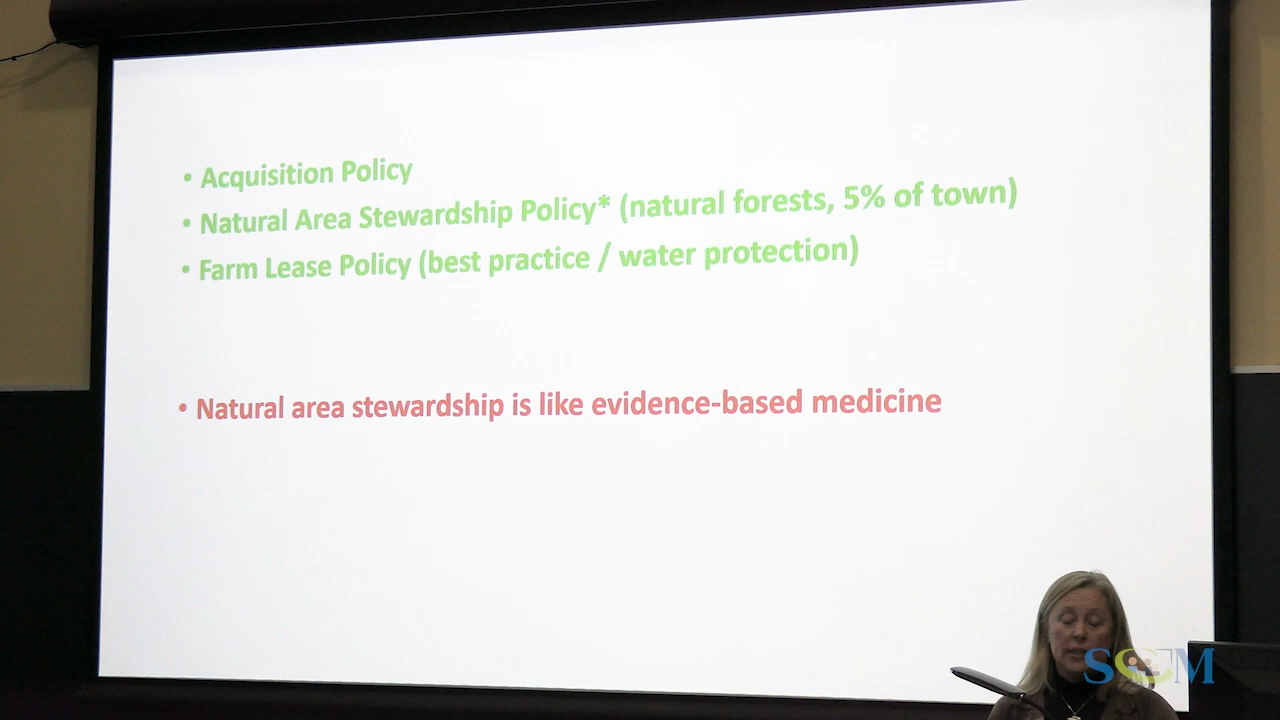 • Acquisition Policy
• Natural Area Stewardship Policy* (natural forests, 5% of town)
• Farm Lease Policy (best practice / water protection)
• Natural area stewardship is like evidence-based medicine